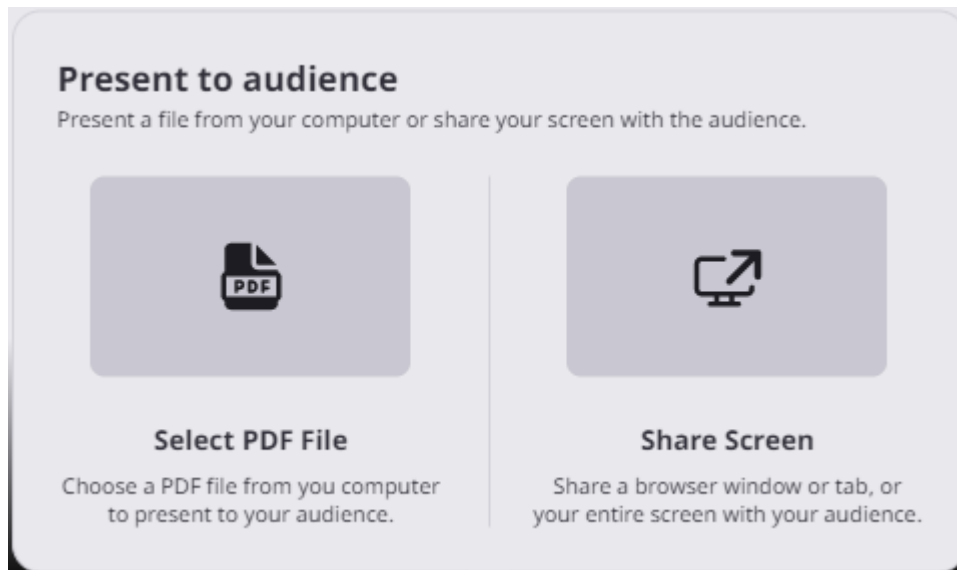 Present to audience
Present a file from your computer or share your screen with the audience.
PDF
Select PDF File
Choose a PDF file from you computer
to present to your audience.
Share Screen
Share a browser window or tab, or
your entire screen with your audience.